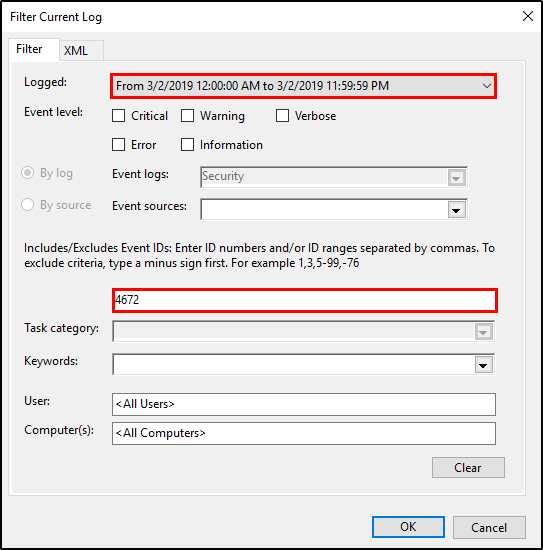 Filter Current Log
Filter XML
Logged: From 3/2/2019 12:00:00 AM to 3/2/2019 11:59:59 PM
Event level: Critical Warning Verbose
Error Information
By log Event logs: Security
By source Event sources:
Includes/Excludes Event IDs: Enter ID numbers and/or ID ranges separated by commas. To
exclude criteria, type a minus sign first. For example 1,3,5-99,-76
4672
Task category:
Keywords:
User: <All Users>
Computer(s): <All Computers>
Clear
OK Cancel